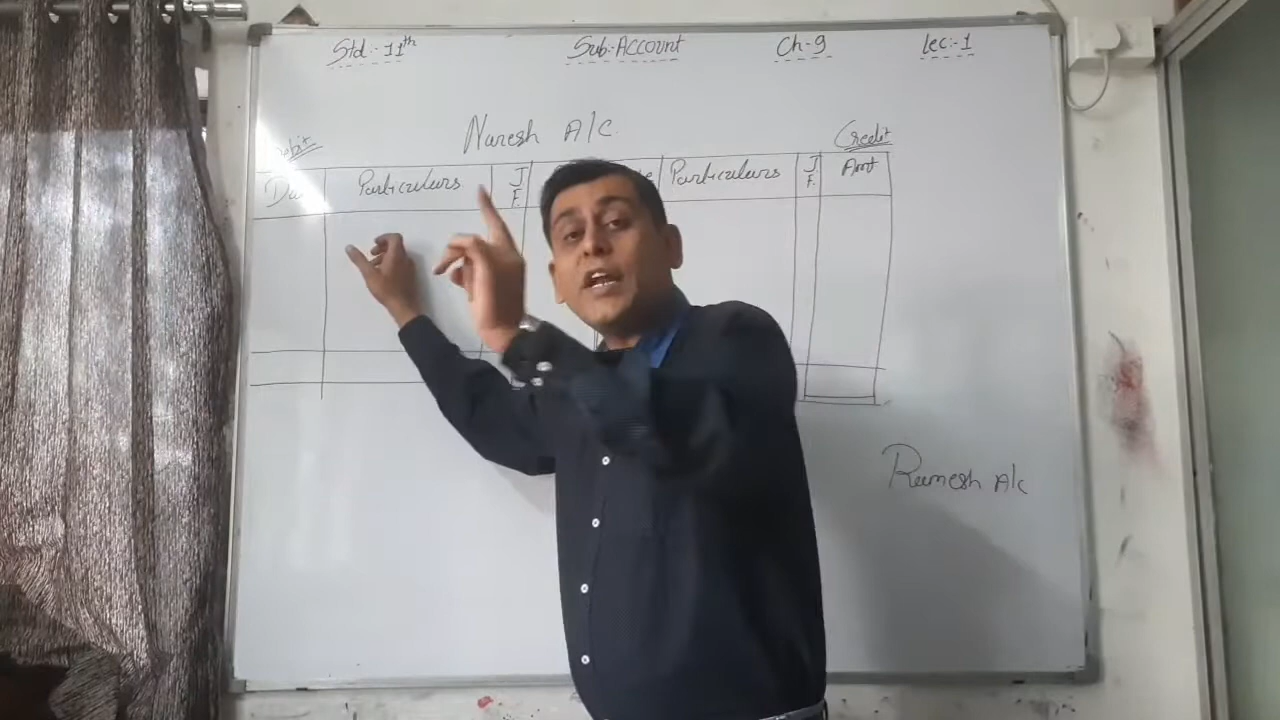 Std:-11th Sub:-Account Ch-9 Lec:-1
Naresh A/c.
Credit
Particulars J F. Particulars J F. Amt
Ramesh A/c